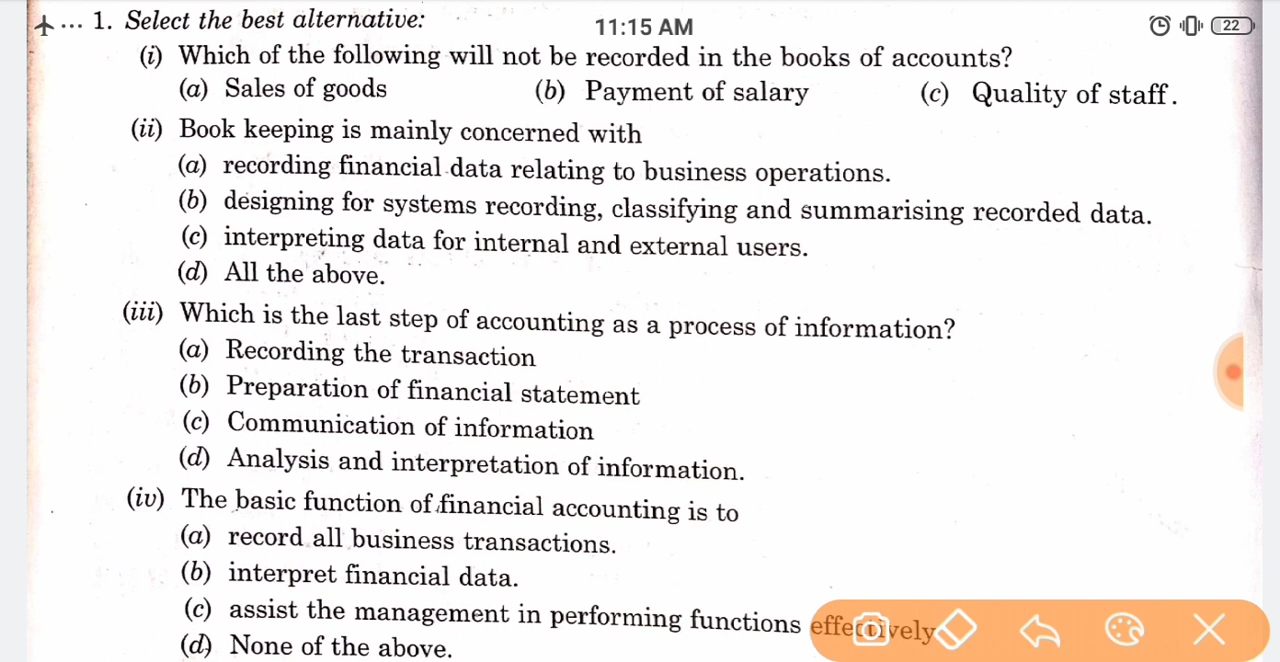 ... 1. Select the best alternative: 11:15 AM 22
(i) Which of the following will not be recorded in the books of accounts?
(a) Sales of goods (b) Payment of salary (c) Quality of staff.
(ii) Book keeping is mainly concerned with
(a) recording financial data relating to business operations.
(b) designing for systems recording, classifying and summarising recorded data.
(c) interpreting data for internal and external users.
(d) All the above.
(iii) Which is the last step of accounting as a process of information?
(a) Recording the transaction
(b) Preparation of financial statement
(c) Communication of information
(d) Analysis and interpretation of information.
(iv) The basic function of financial accounting is to
(a) record all business transactions.
(b) interpret financial data.
(c) assist the management in performing functions effectively
(d) None of the above.